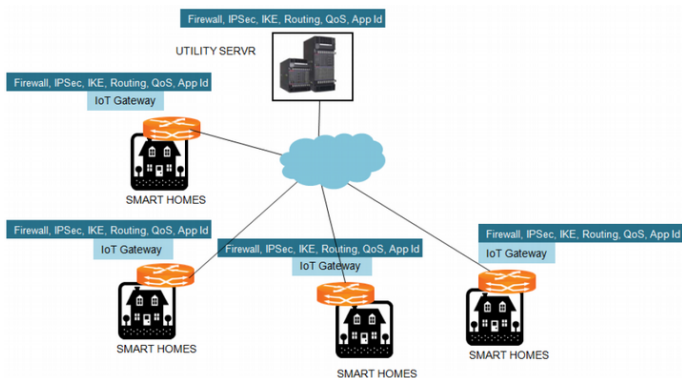 Firewall, IPSec, IKE, Routing, QoS, App Id
UTILITY SERVR
Firewall, IPSec, IKE, Routing, QoS, App Id
IoT Gateway
SMART HOMES
Firewall, IPSec, IKE, Routing, QoS, App Id
IoT Gateway
SMART HOMES
Firewall, IPSec, IKE, Routing, QoS, App Id
IoT Gateway
SMART HOMES
Firewall, IPSec, IKE, Routing, QoS, App Id
IoT Gateway
SMART HOMES